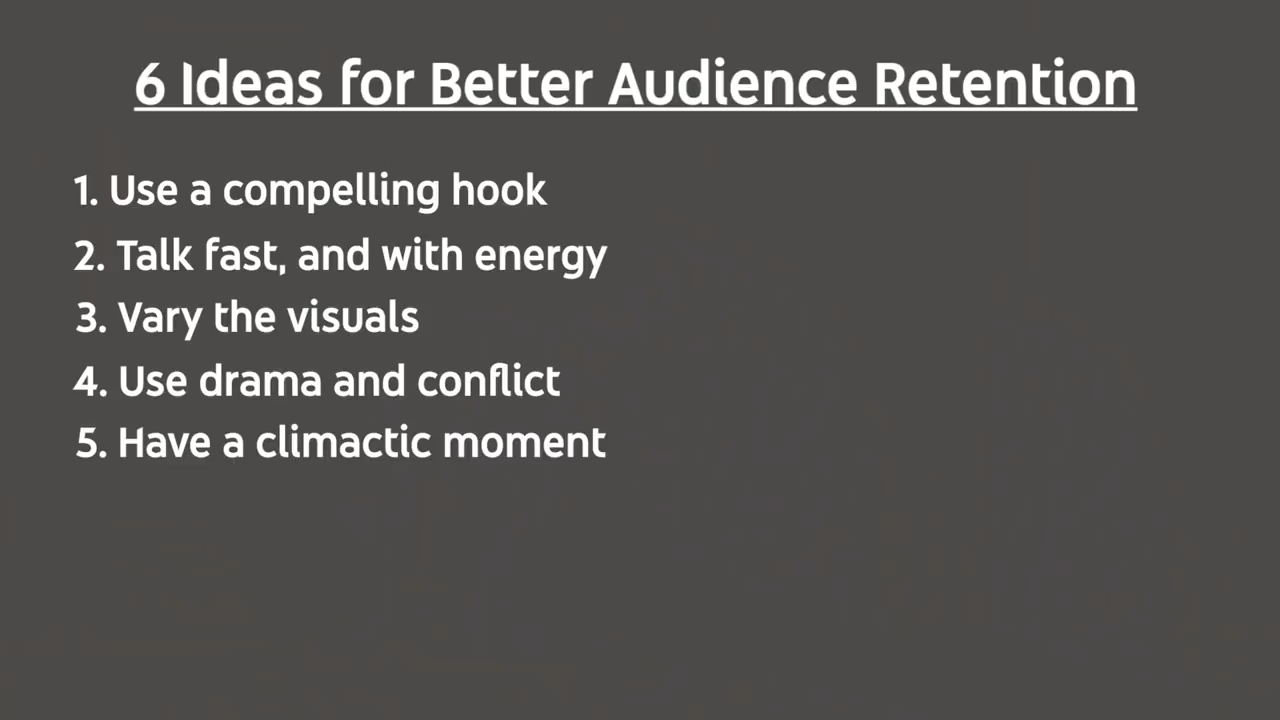 6 Ideas for Better Audience Retention
1. Use a compelling hook
2. Talk fast, and with energy
3. Vary the visuals
4. Use drama and conflict
5. Have a climactic moment